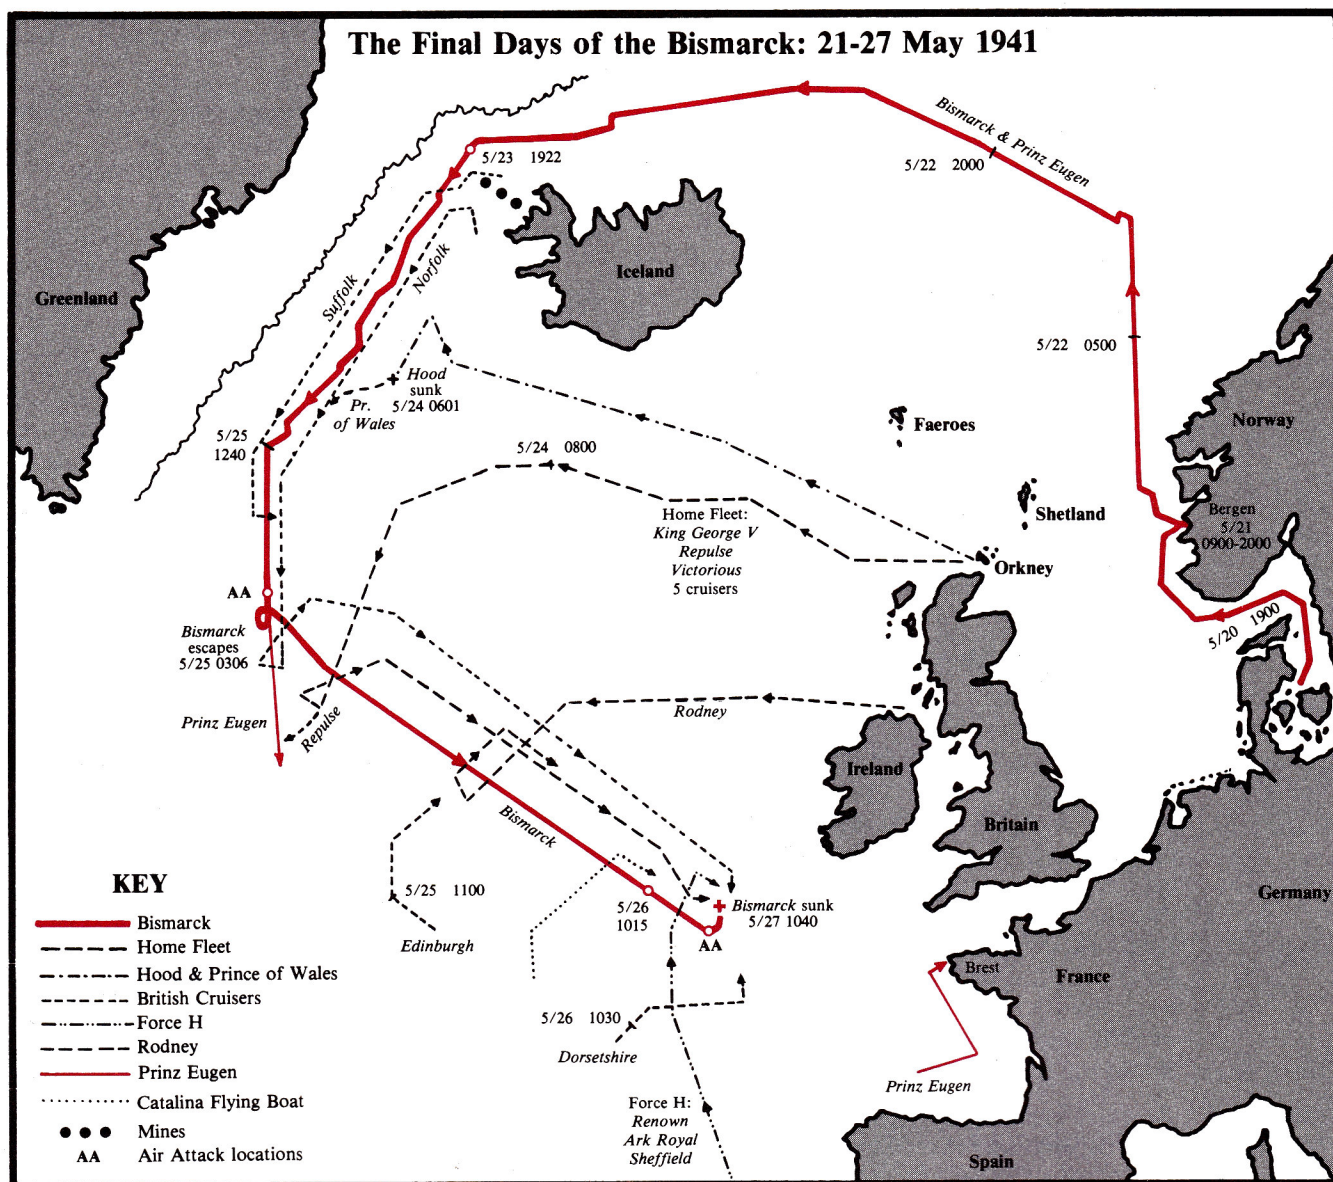 The Final Days of the Bismarck: 21-27 May 1941
Bismarck & Prinz Eugen
5/22 2000
5/23 1922
Iceland
Greenland
Suffolk
Norfolk
5/22 0500
Hood
sunk
5/24 0601
Pr.
of Wales
Faeroes
Norway
5/25
1240
5/24 0800
Shetland
Bergen
5/21
0900-2000
Home Fleet:
King George V
Repulse
Victorious
5 cruisers
Orkney
AA
Bismarck
escapes
5/25 0306
5/20 1900
Prinz Eugen
Repulse
Rodney
Ireland
Britain
Bismarck
Germany
5/25 1100
Edinburgh
5/26
1015
Bismarck sunk
5/27 1040
AA
Brest
France
5/26 1030
Dorsetshire
Prinz Eugen
Force H:
Renown
Ark Royal
Sheffield
Spain
KEY
Bismarck
Home Fleet
Hood & Prince of Wales
British Cruisers
Force H
Rodney
Prinz Eugen
Catalina Flying Boat
Mines
AA Air Attack locations